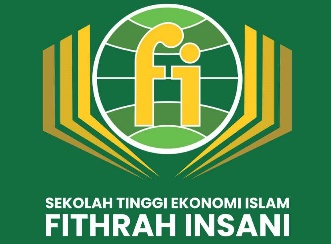 fi
SEKOLAH TINGGI EKONOMI ISLAM
FITHRAH INSANI